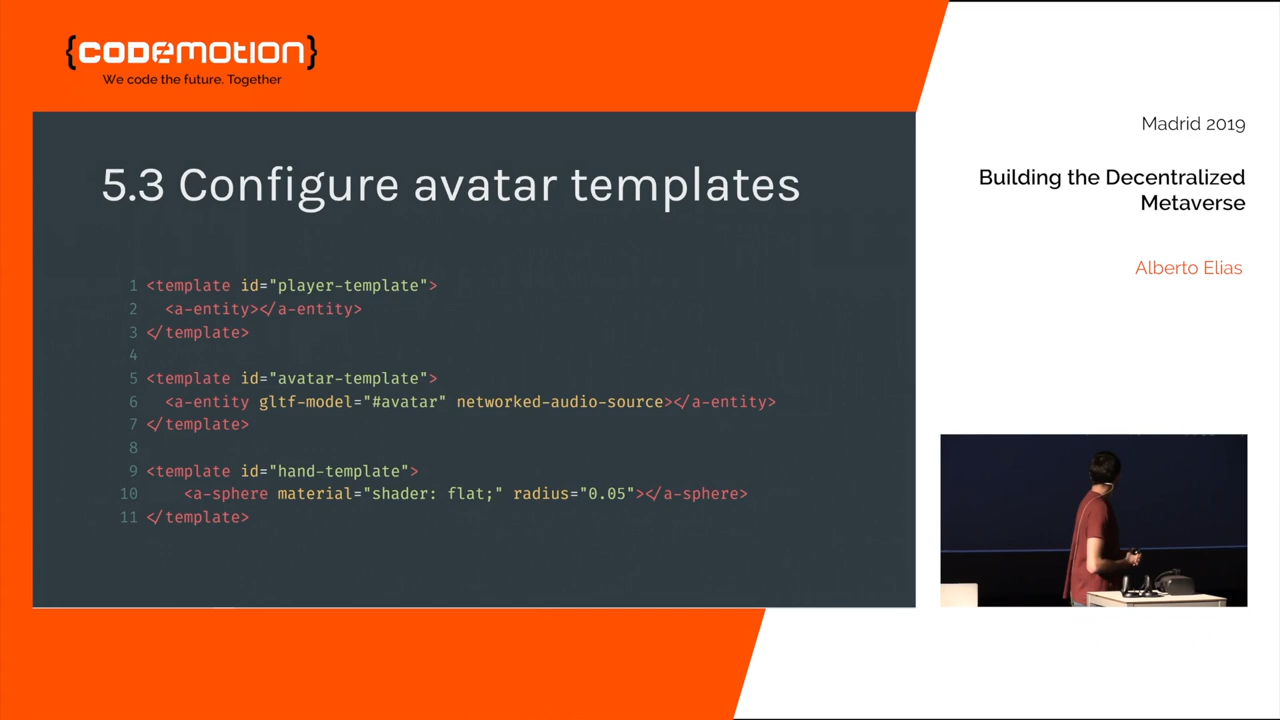 {CODEMOTION}
We code the future. Together
5.3 Configure avatar templates
1 <template id="player-template">
2 <a-entity></a-entity>
3 </template>
4
5 <template id="avatar-template">
6 <a-entity gltf-model="#avatar" networked-audio-source></a-entity>
7 </template>
8
9 <template id="hand-template">
10 <a-sphere material="shader: flat;" radius="0.05"></a-sphere>
11 </template>
Madrid 2019
Building the Decentralized
Metaverse
Alberto Elias